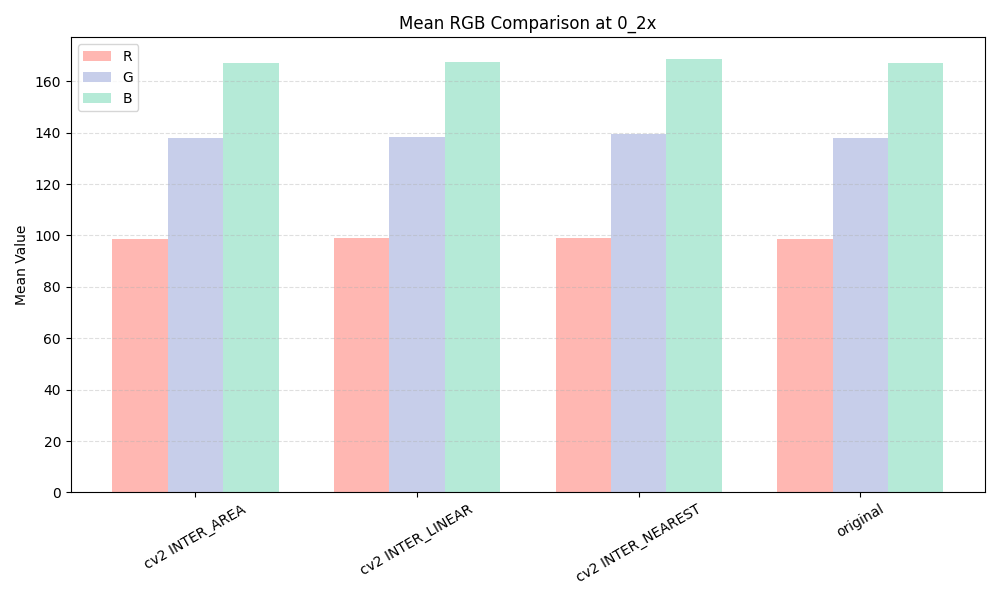 Mean RGB Comparison at 0_2x
R
G
B
Mean Value
160
140
120
100
80
60
40
20
0
cv2 INTER_AREA
cv2 INTER_LINEAR
cv2 INTER_NEAREST
original